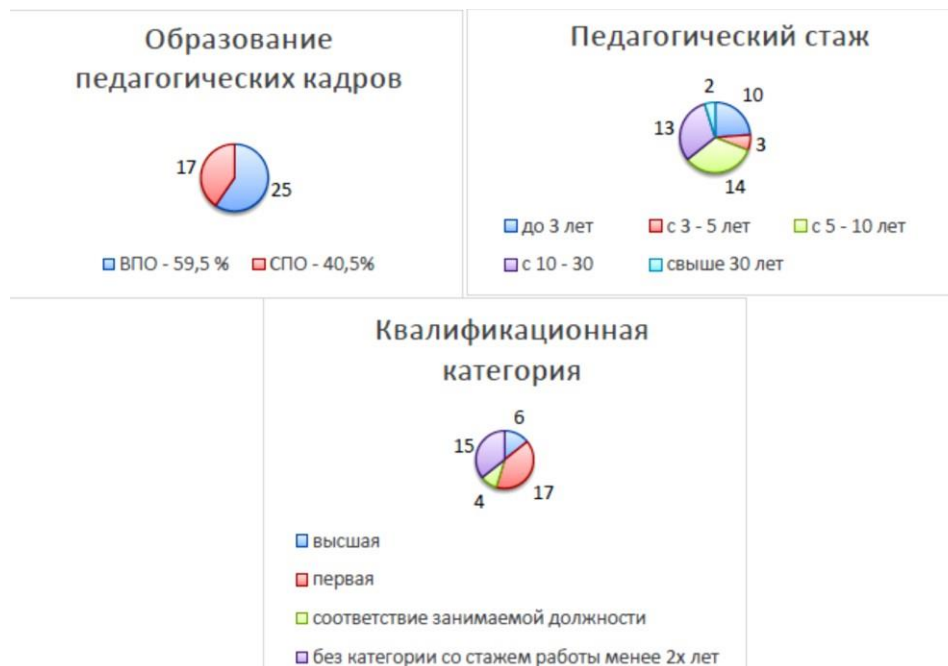 Образование
педагогических кадров
17
25
ВПО - 59,5 %
СПО - 40,5%
Педагогический стаж
2
10
13
3
14
до 3 лет
с 3 - 5 лет
с 5 - 10 лет
с 10 - 30
свыше 30 лет
Квалификационная
категория
6
15
17
4
высшая
первая
соответствие занимаемой должности
без категории со стажем работы менее 2х лет